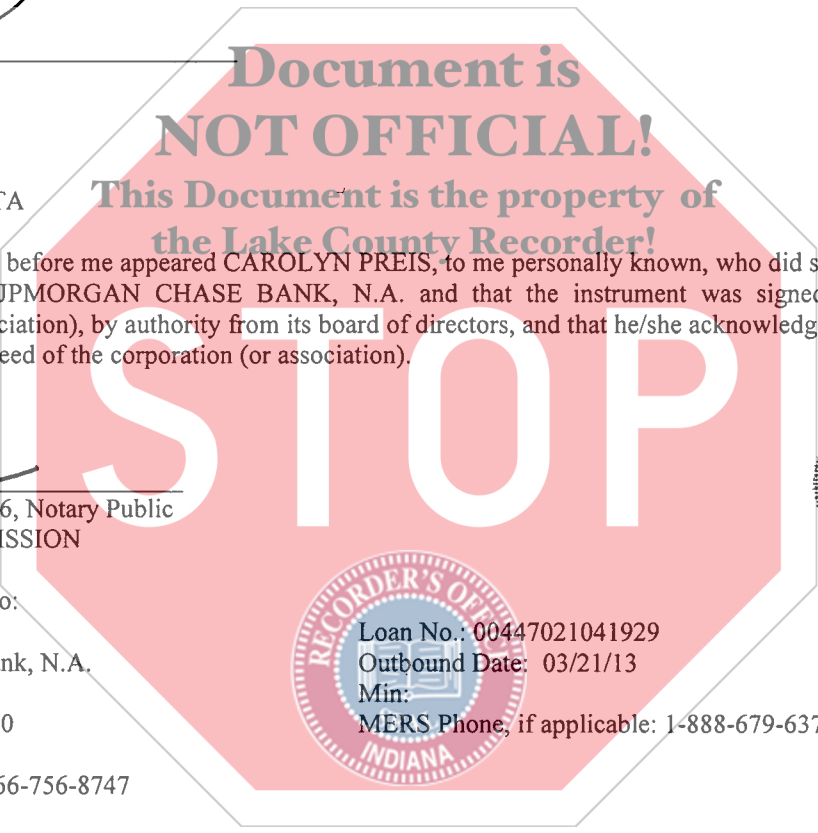 Document is
NOT OFFICIAL!
This Document is the property of
the Lake County Recorder!
TA
before me appeared CAROLYN PREIS, to me personally known, who did s
JPMORGAN CHASE BANK, N.A. and that the instrument was signed
ciation), by authority from its board of directors, and that he/she acknowledg
eed of the corporation (or association).
STOP
6, Notary Public
ISSION
o:
nk, N.A.
0
66-756-8747
RECORDER'S OFFICE
INDIANA
Loan No.: 00447021041929
Outbound Date: 03/21/13
Min:
MERS Phone, if applicable: 1-888-679-637